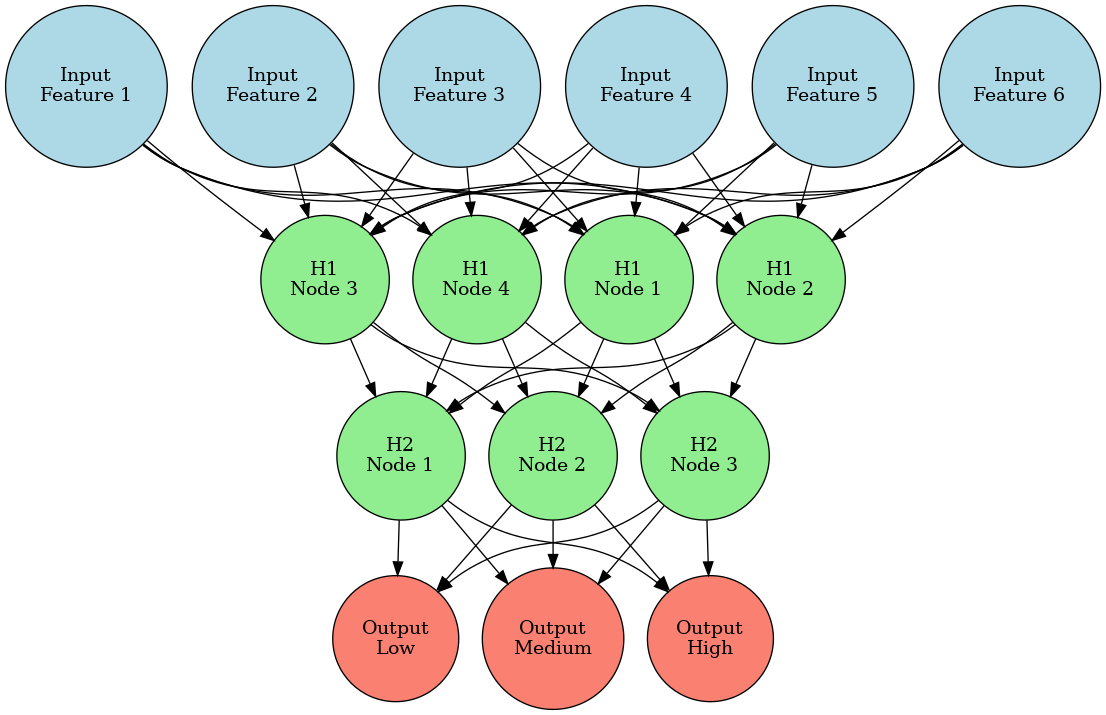 Input
Feature 1
Input
Feature 2
Input
Feature 3
Input
Feature 4
Input
Feature 5
Input
Feature 6
H1
Node 3
H1
Node 4
H1
Node 1
H1
Node 2
H2
Node 1
H2
Node 2
H2
Node 3
Output
Low
Output
Medium
Output
High